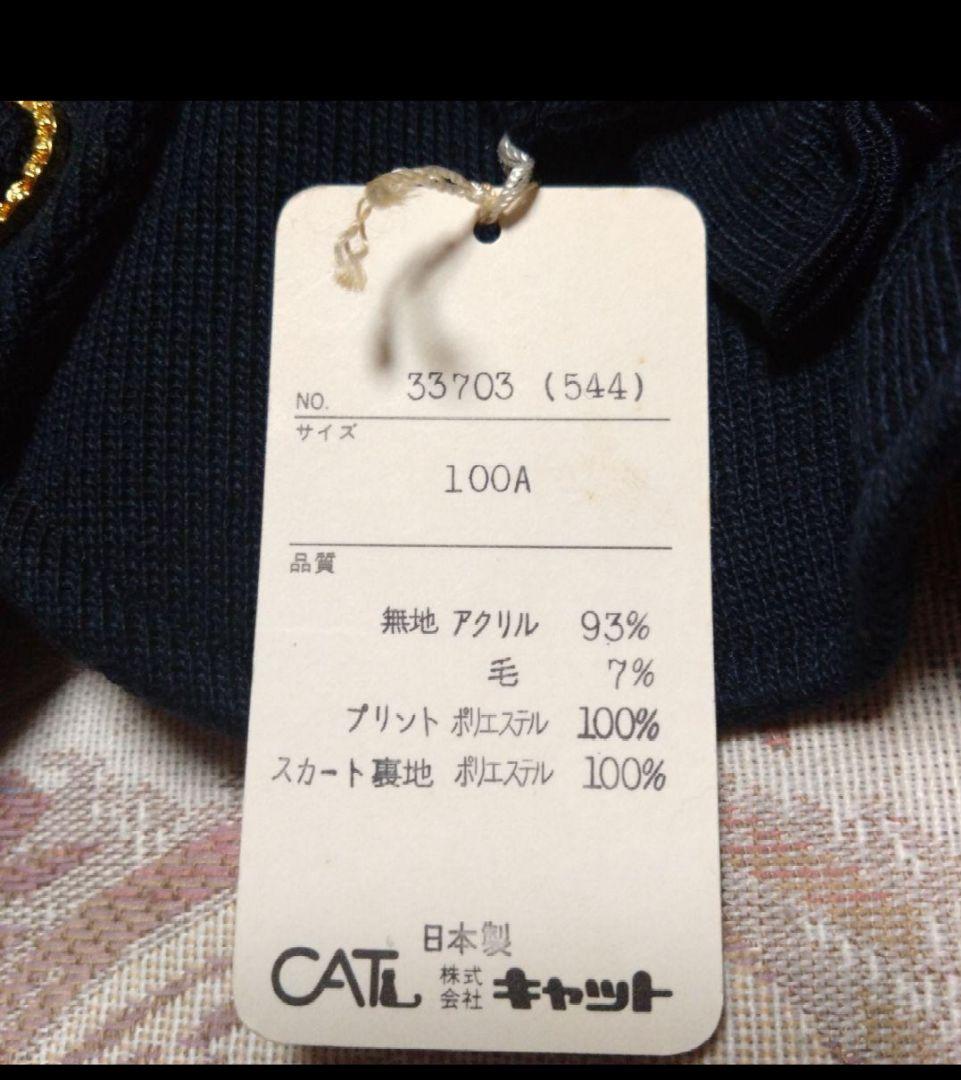 NO. 33703 (544)
サイズ
100A
品質
無地 アクリル 93%
毛 7%
プリント ポリエステル 100%
スカート裏地 ポリエステル 100%
日本製
CATL 株式会社 キャット